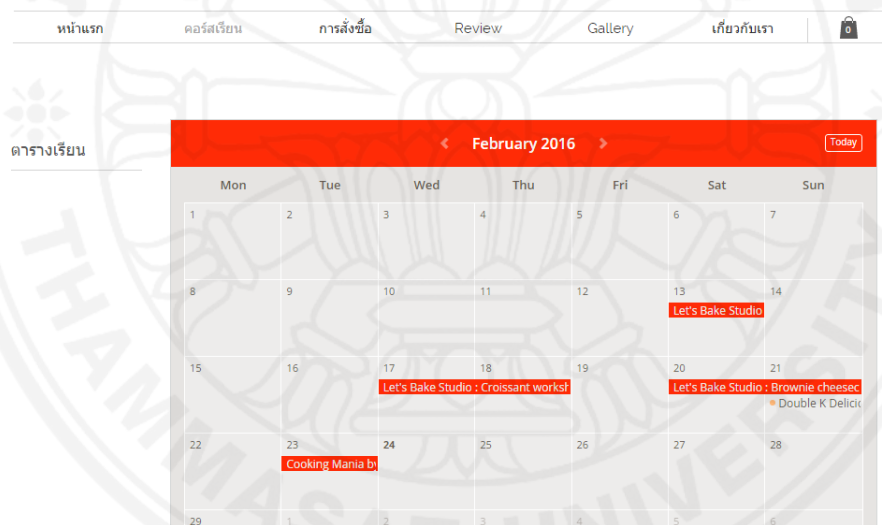 หน้าแรก คอร์สเรียน การสั่งซื้อ Review Gallery เกี่ยวกับเรา 0
ตารางเรียน
February 2016 Today
Mon Tue Wed Thu Fri Sat Sun
1 2 3 4 5 6 7
8 9 10 11 12 13 14
Let's Bake Studio
15 16 17 18 19 20 21
Let's Bake Studio : Croissant worksh Let's Bake Studio : Brownie cheesec
Double K Delicio
22 23 24 25 26 27 28
Cooking Mania by
29 1 2 3 4 5 6
THAMMASAT UNIVERSITY